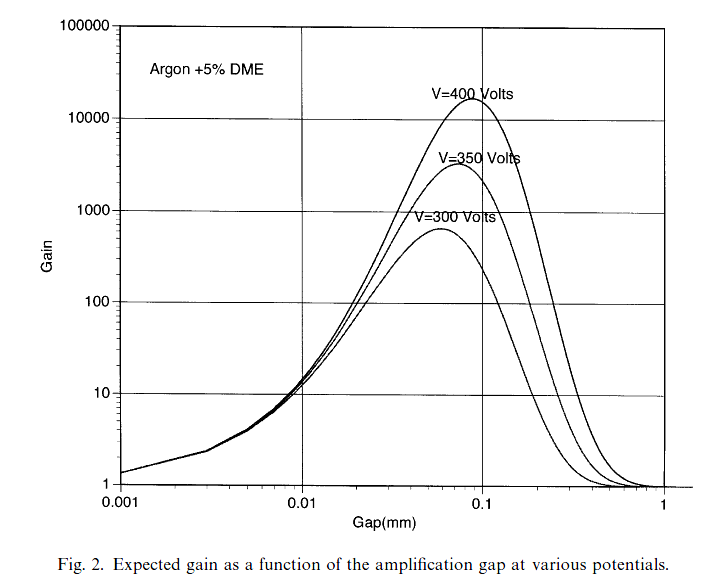 100000
Argon +5% DME
V=400 Volts
10000
V=350 Volts
1000
V=300 Volts
Gain
100
10
1
0.001
0.01
0.1
1
Gap(mm)
Fig. 2. Expected gain as a function of the amplification gap at various potentials.